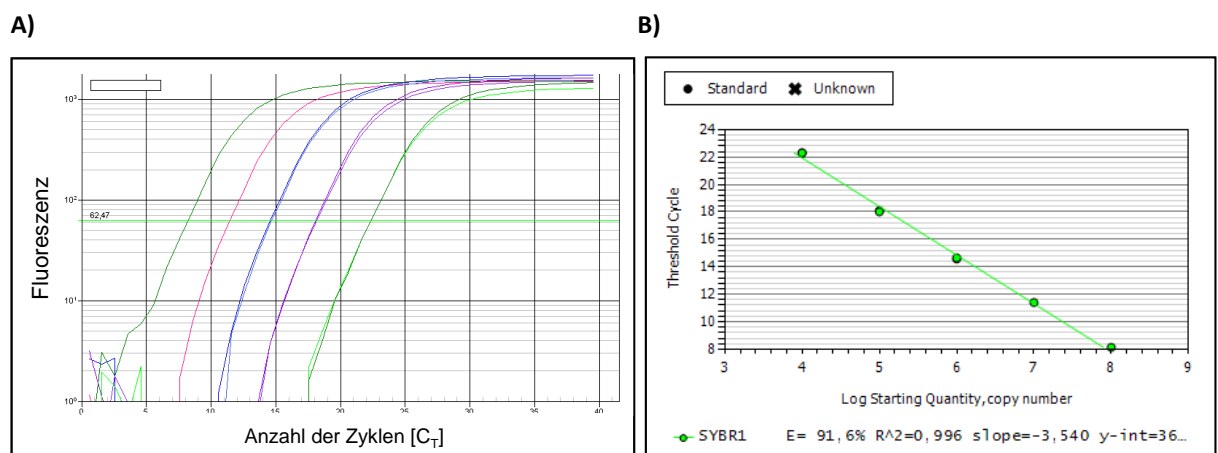 A)
B)
Fluoreszenz
10³
10²
10¹
10⁰
62,47
0
5
10
15
20
25
30
35
40
Anzahl der Zyklen [C_T]
Standard Unknown
Threshold Cycle
24
22
20
18
16
14
12
10
8
3 4 5 6 7 8 9
Log Starting Quantity, copy number
SYBR1 E= 91,6% R^2=0,996 slope=-3,540 y-int=36…